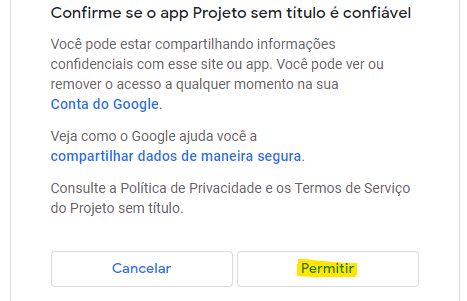 Confirme se o app Projeto sem título é confiável
Você pode estar compartilhando informações
confidenciais com esse site ou app. Você pode ver ou
remover o acesso a qualquer momento na sua
Conta do Google.
Veja como o Google ajuda você a
compartilhar dados de maneira segura.
Consulte a Política de Privacidade e os Termos de Serviço
do Projeto sem título.
Cancelar
Permitir